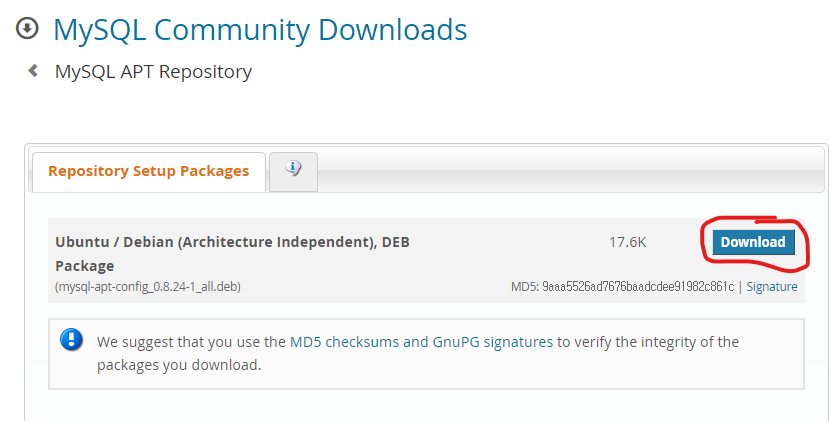 MySQL Community Downloads
MySQL APT Repository
Repository Setup Packages
Ubuntu / Debian (Architecture Independent), DEB 17.6K Download
Package
(mysql-apt-config_0.8.24-1_all.deb) MD5: 9aaa5526ad7676baadcdee91982c861c | Signature
We suggest that you use the MD5 checksums and GnuPG signatures to verify the integrity of the
packages you download.